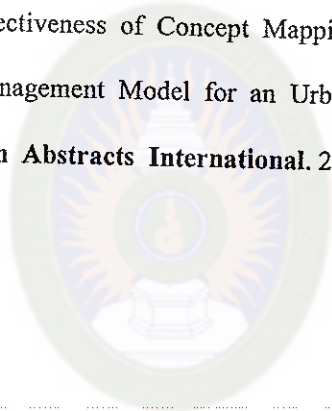 ectiveness of Concept Mappi
nagement Model for an Urb
n Abstracts International. 2